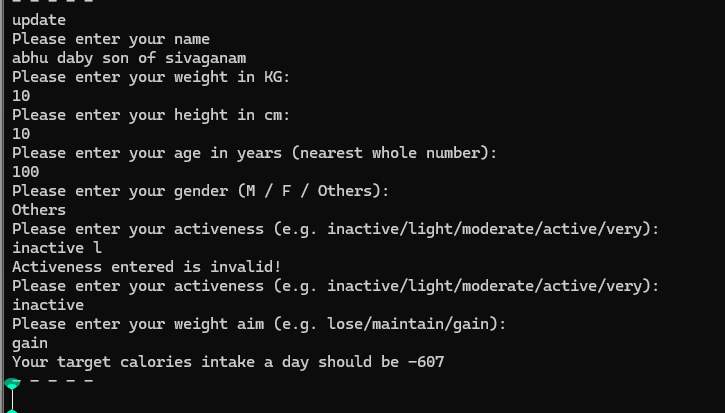 - - - - -
update
Please enter your name
abhu daby son of sivaganam
Please enter your weight in KG:
10
Please enter your height in cm:
10
Please enter your age in years (nearest whole number):
100
Please enter your gender (M / F / Others):
Others
Please enter your activeness (e.g. inactive/light/moderate/active/very):
inactive l
Activeness entered is invalid!
Please enter your activeness (e.g. inactive/light/moderate/active/very):
inactive
Please enter your weight aim (e.g. lose/maintain/gain):
gain
Your target calories intake a day should be -607
- - - - -